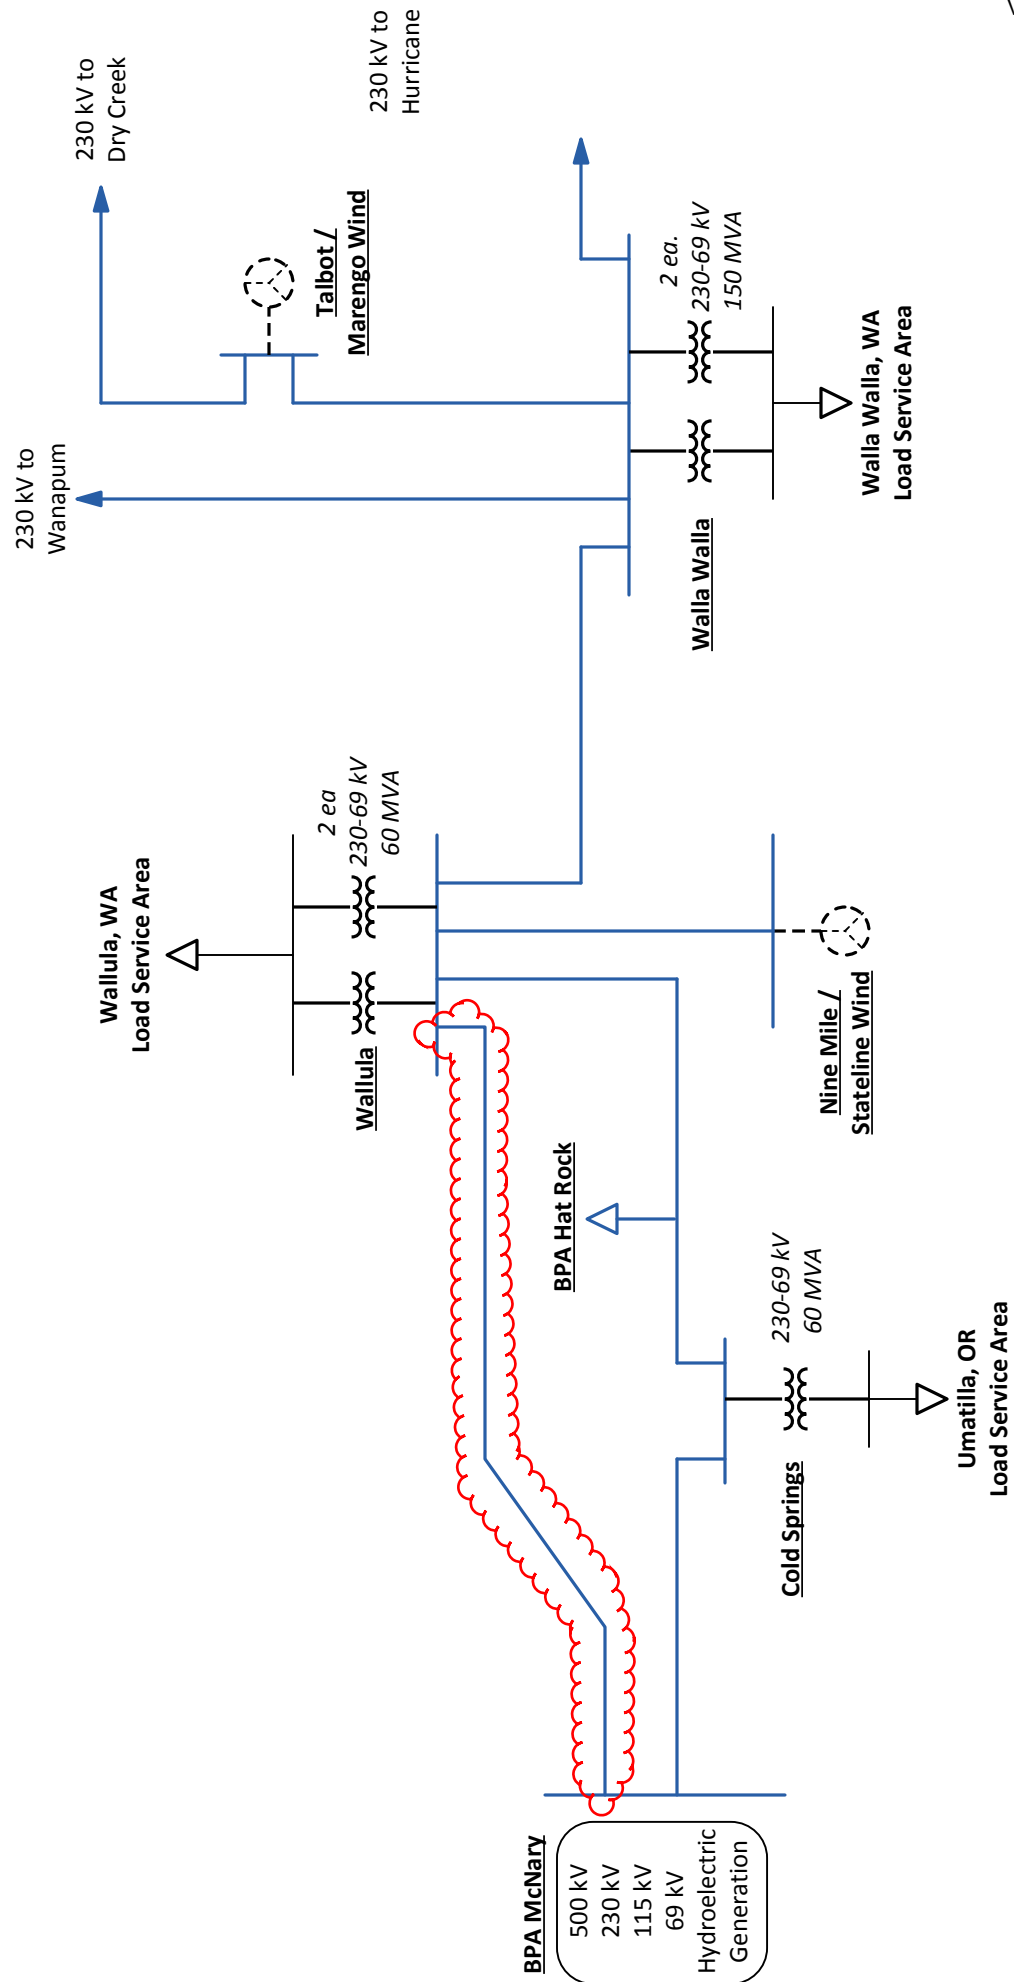 230 kV to
Wanapum
230 kV to
Dry Creek
230 kV to
Hurricane
Talbot /
Marengo Wind
Wallula, WA
Load Service Area
2 ea
230-69 kV
60 MVA
Wallula
2 ea.
230-69 kV
150 MVA
Walla Walla
Walla Walla, WA
Load Service Area
BPA McNary
500 kV
230 kV
115 kV
69 kV
Hydroelectric
Generation
BPA Hat Rock
Nine Mile /
Stateline Wind
Cold Springs
230-69 kV
60 MVA
Umatilla, OR
Load Service Area